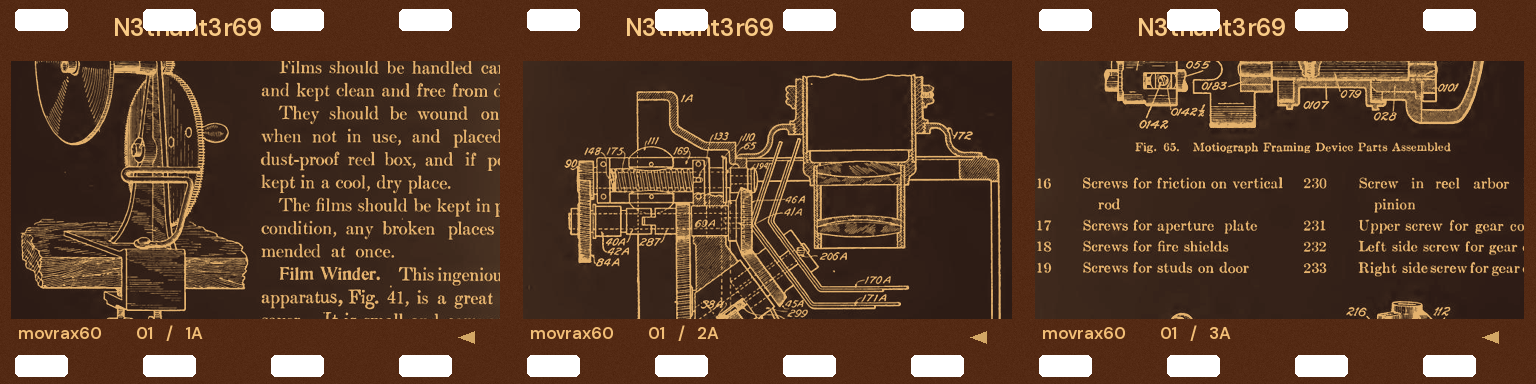 Films should be handled
and kept clean and free from
They should be wound on
when not in use, and placed
dust-proof reel box, and if
kept in a cool, dry place.
The films should be kept in
condition, any broken places
mended at once.
Film Winder. This
apparatus, Fig. 41, is a great
movrax60 01 / 1A
1A
133 110
65
172
111
148 175 169
90
194
46A
41A
69A
40A 287
42A
84A
206A
170A
171A
38A 45A
299
movrax60 01 / 2A
055
0183
079
0101
0107
028
0142½
0142
Fig. 65. Motiograph Framing Device Parts Assembled
16 Screws for friction on vertical rod
17 Screws for aperture plate
18 Screws for fire shields
19 Screws for studs on door
230 Screw in reel arbor pinion
231 Upper screw for gear
232 Left side screw for gear
233 Right side screw for gear
216 112
movrax60 01 / 3A